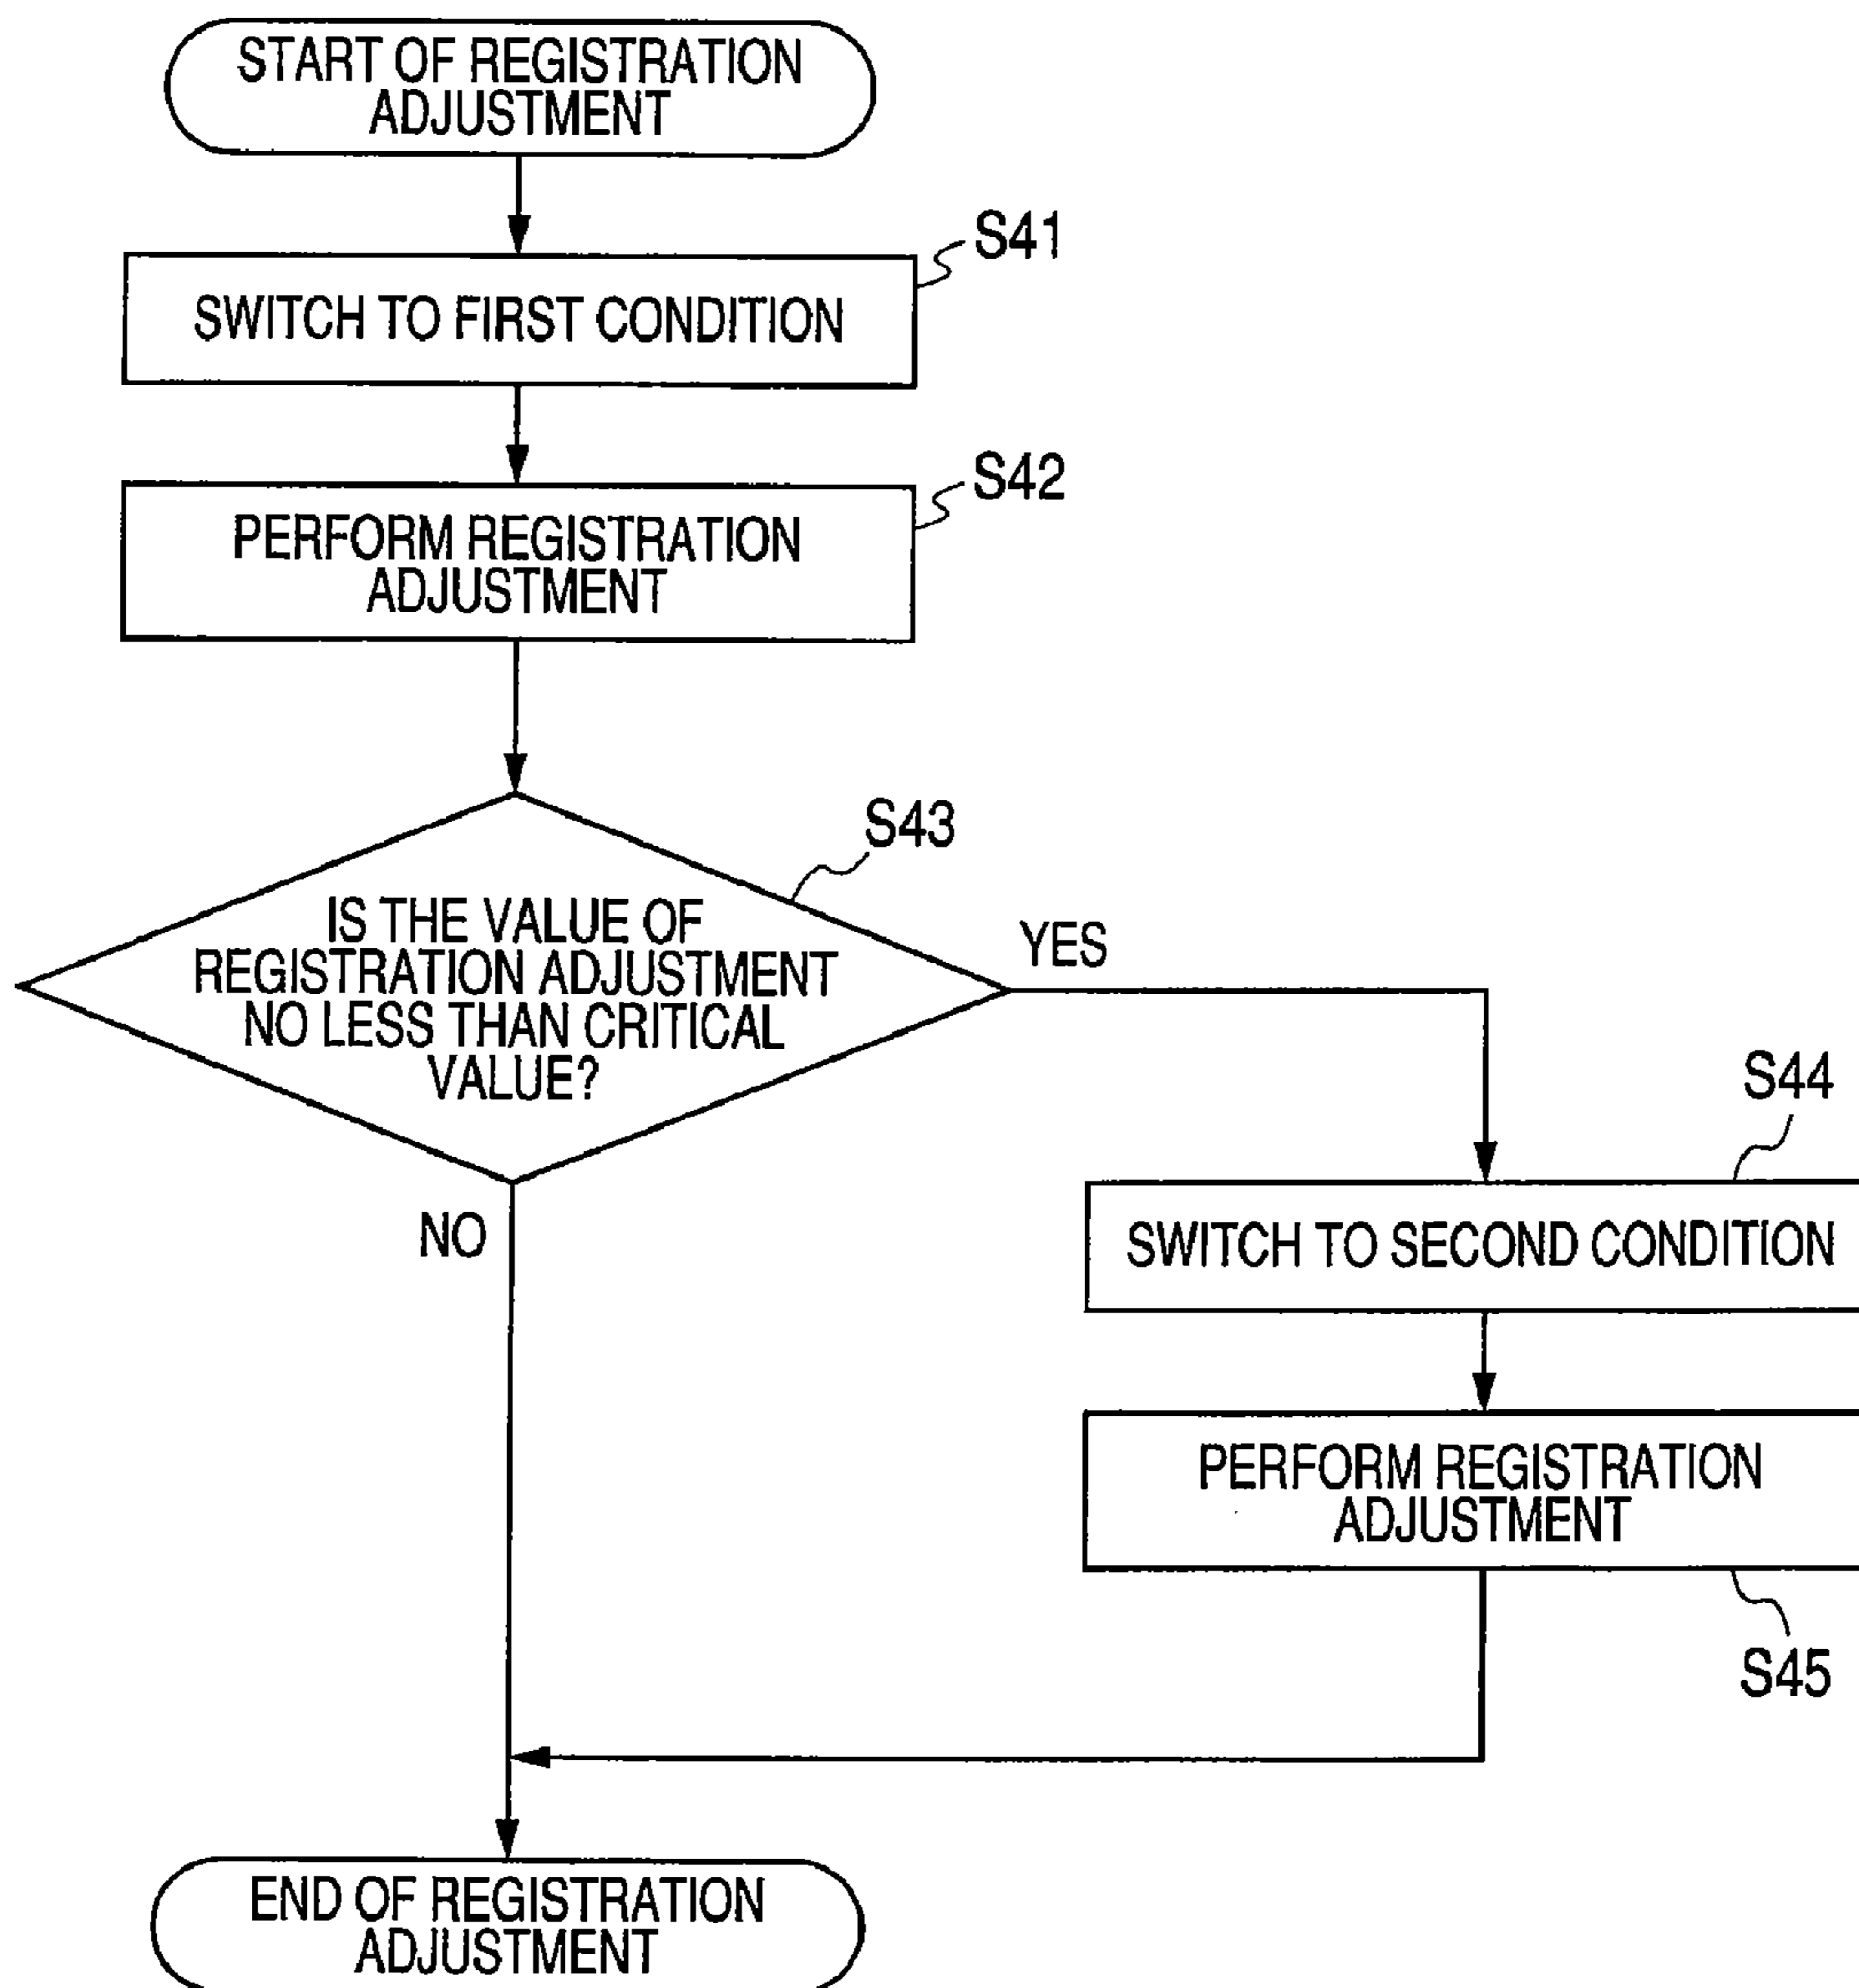 START OF REGISTRATION
ADJUSTMENT
S41
SWITCH TO FIRST CONDITION
S42
PERFORM REGISTRATION
ADJUSTMENT
S43
IS THE VALUE OF
REGISTRATION ADJUSTMENT
NO LESS THAN CRITICAL
VALUE?
YES
NO
S44
SWITCH TO SECOND CONDITION
PERFORM REGISTRATION
ADJUSTMENT
S45
END OF REGISTRATION
ADJUSTMENT